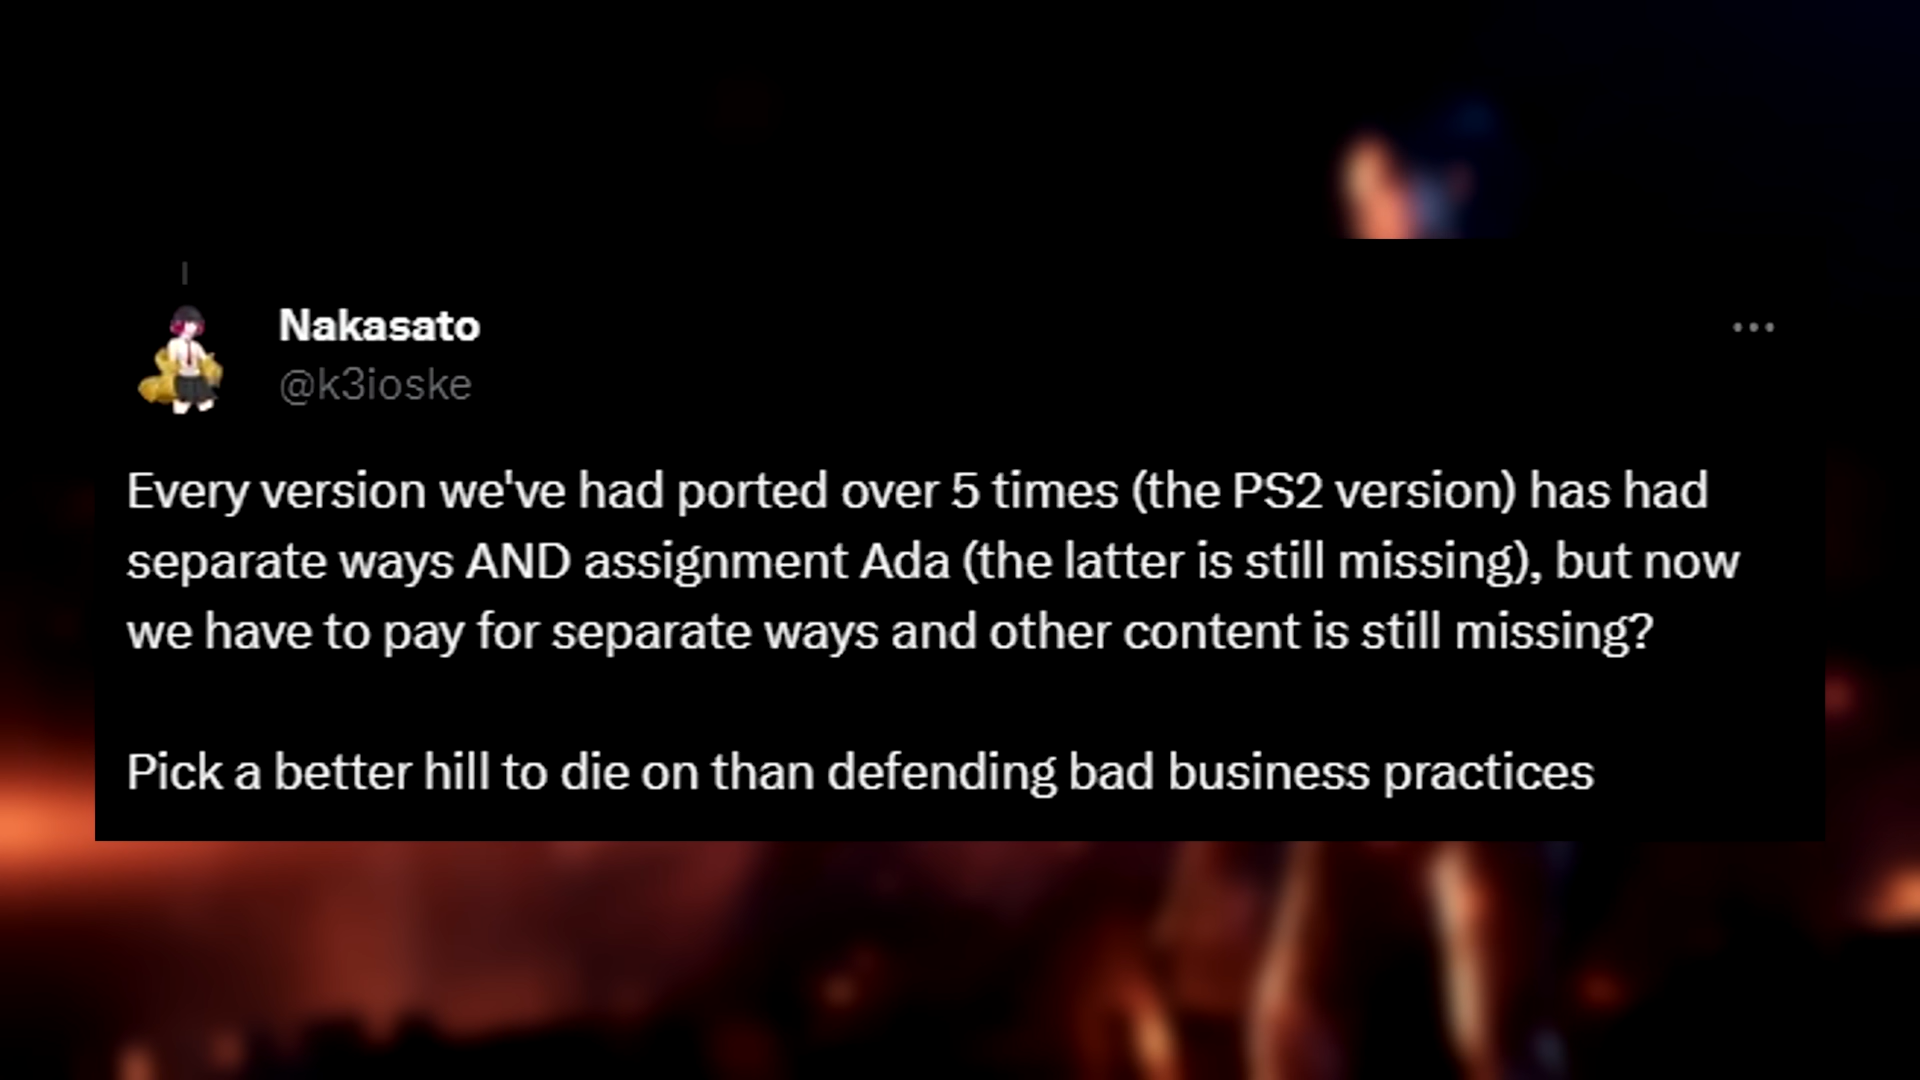 Nakasato
@k3ioske
Every version we've had ported over 5 times (the PS2 version) has had
separate ways AND assignment Ada (the latter is still missing), but now
we have to pay for separate ways and other content is still missing?
Pick a better hill to die on than defending bad business practices